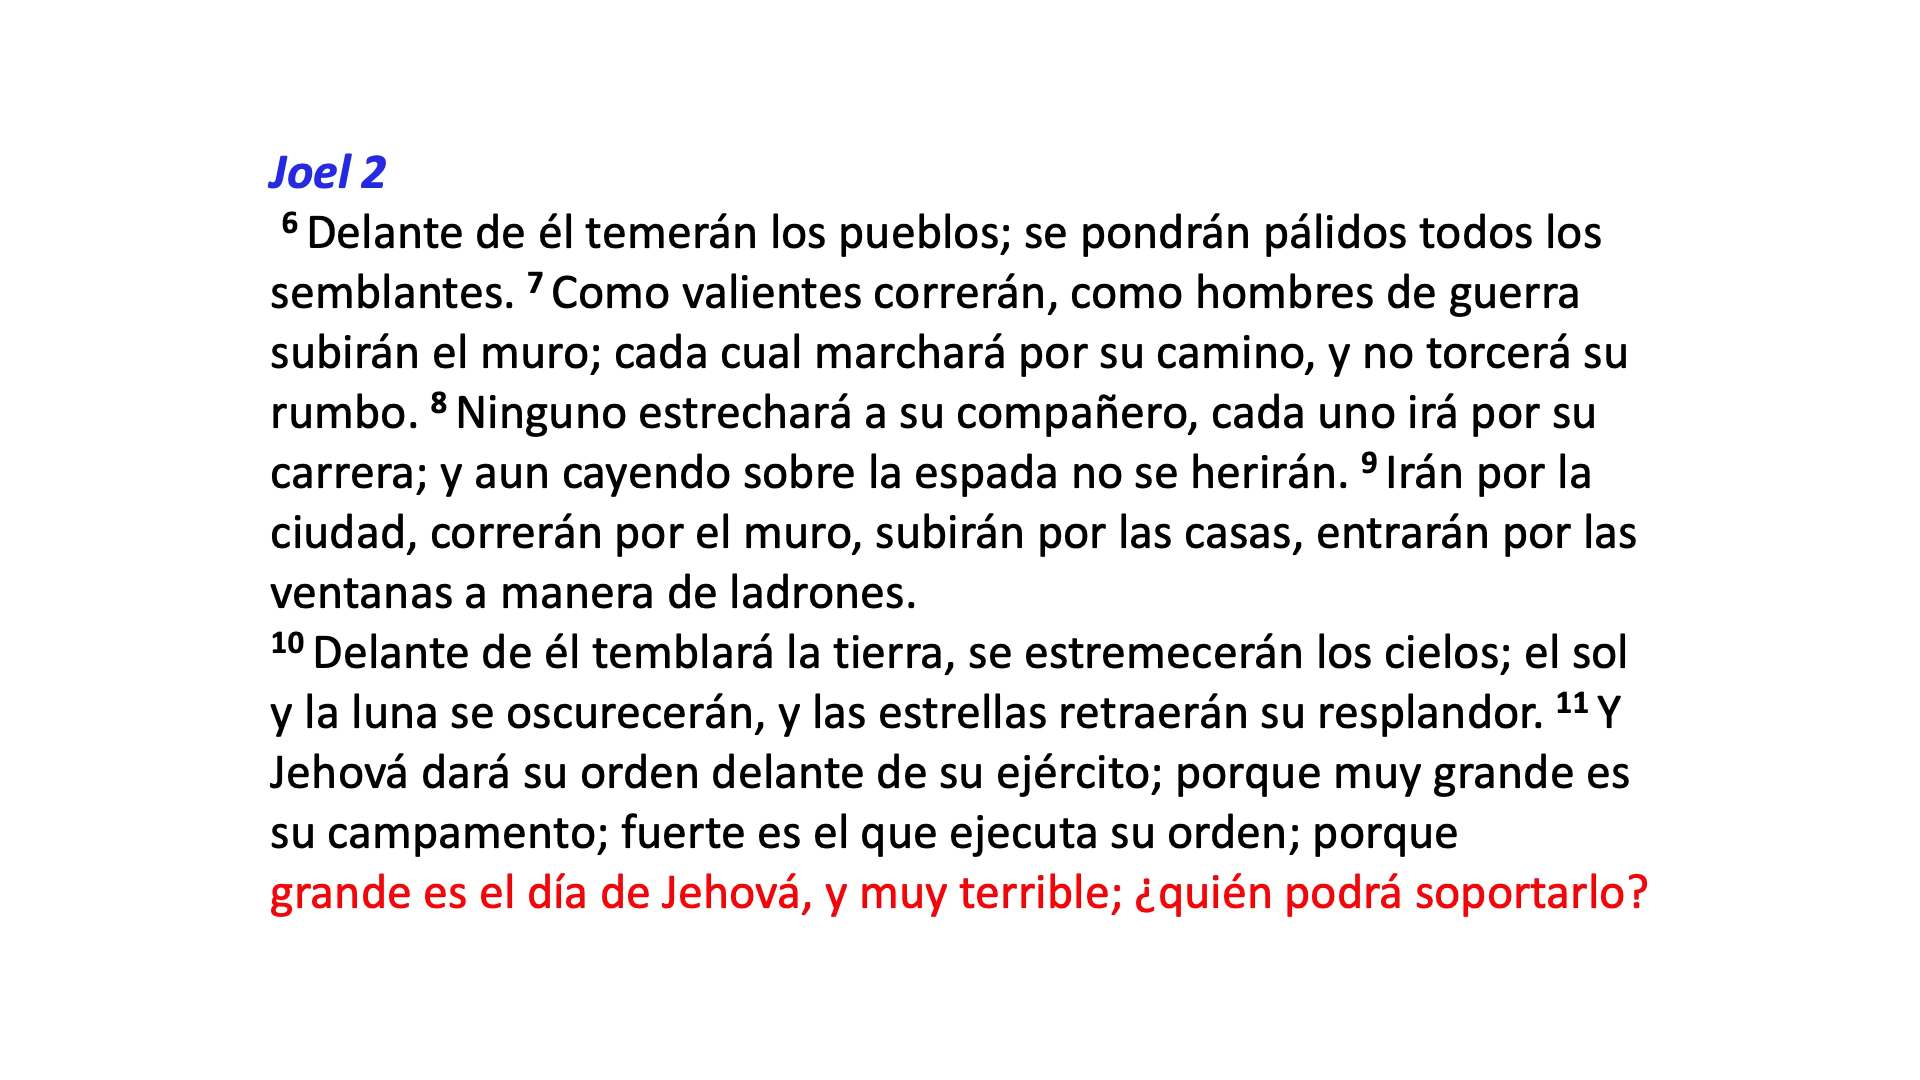 Joel 2
6 Delante de él temerán los pueblos; se pondrán pálidos todos los
semblantes. 7 Como valientes correrán, como hombres de guerra
subirán el muro; cada cual marchará por su camino, y no torcerá su
rumbo. 8 Ninguno estrechará a su compañero, cada uno irá por su
carrera; y aun cayendo sobre la espada no se herirán. 9 Irán por la
ciudad, correrán por el muro, subirán por las casas, entrarán por las
ventanas a manera de ladrones.
10 Delante de él temblará la tierra, se estremecerán los cielos; el sol
y la luna se oscurecerán, y las estrellas retraerán su resplandor. 11 Y
Jehová dará su orden delante de su ejército; porque muy grande es
su campamento; fuerte es el que ejecuta su orden; porque
grande es el día de Jehová, y muy terrible; ¿quién podrá soportarlo?